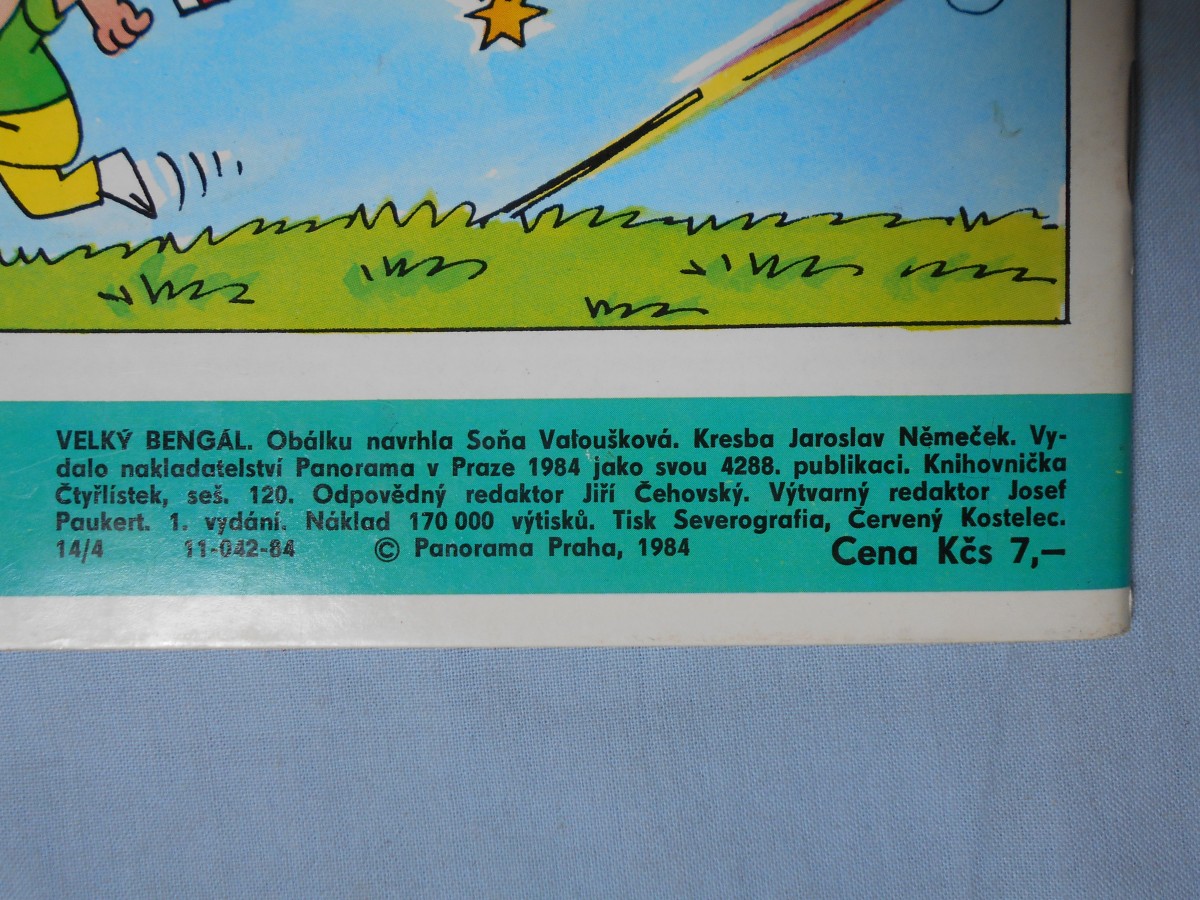 VELKÝ BENGÁL. Obálku navrhla Soňa Vaťoušková. Kresba Jaroslav Němeček. Vy-
dalo nakladatelství Panorama v Praze 1984 jako svou 4288. publikaci. Knihovnička
Čtyřlístek, seš. 120. Odpovědný redaktor Jiří Čehovský. Výtvarný redaktor Josef
Paukert. 1. vydání. Náklad 170 000 výtisků. Tisk Severografia, Červený Kostelec.
14/4 11-042-84 © Panorama Praha, 1984 Cena Kčs 7,—